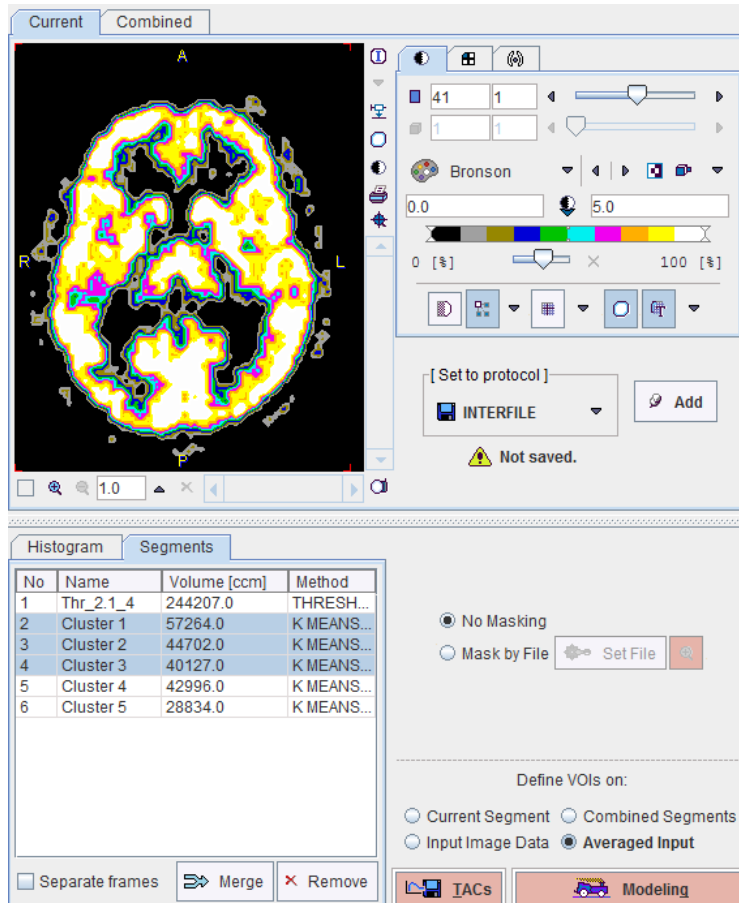 Current Combined
A
R
L
P
41 1
1 1
Bronson
0.0 5.0
0 [%] 100 [%]
[ Set to protocol ]
INTERFILE
Add
Not saved.
1.0
Histogram Segments
No Name Volume [ccm] Method
1 Thr_2.1_4 244207.0 THRESH...
2 Cluster 1 57264.0 K MEANS...
3 Cluster 2 44702.0 K MEANS...
4 Cluster 3 40127.0 K MEANS...
5 Cluster 4 42996.0 K MEANS...
6 Cluster 5 28834.0 K MEANS...
Separate frames Merge Remove
No Masking
Mask by File Set File
Define VOIs on:
Current Segment Combined Segments
Input Image Data Averaged Input
TACs Modeling